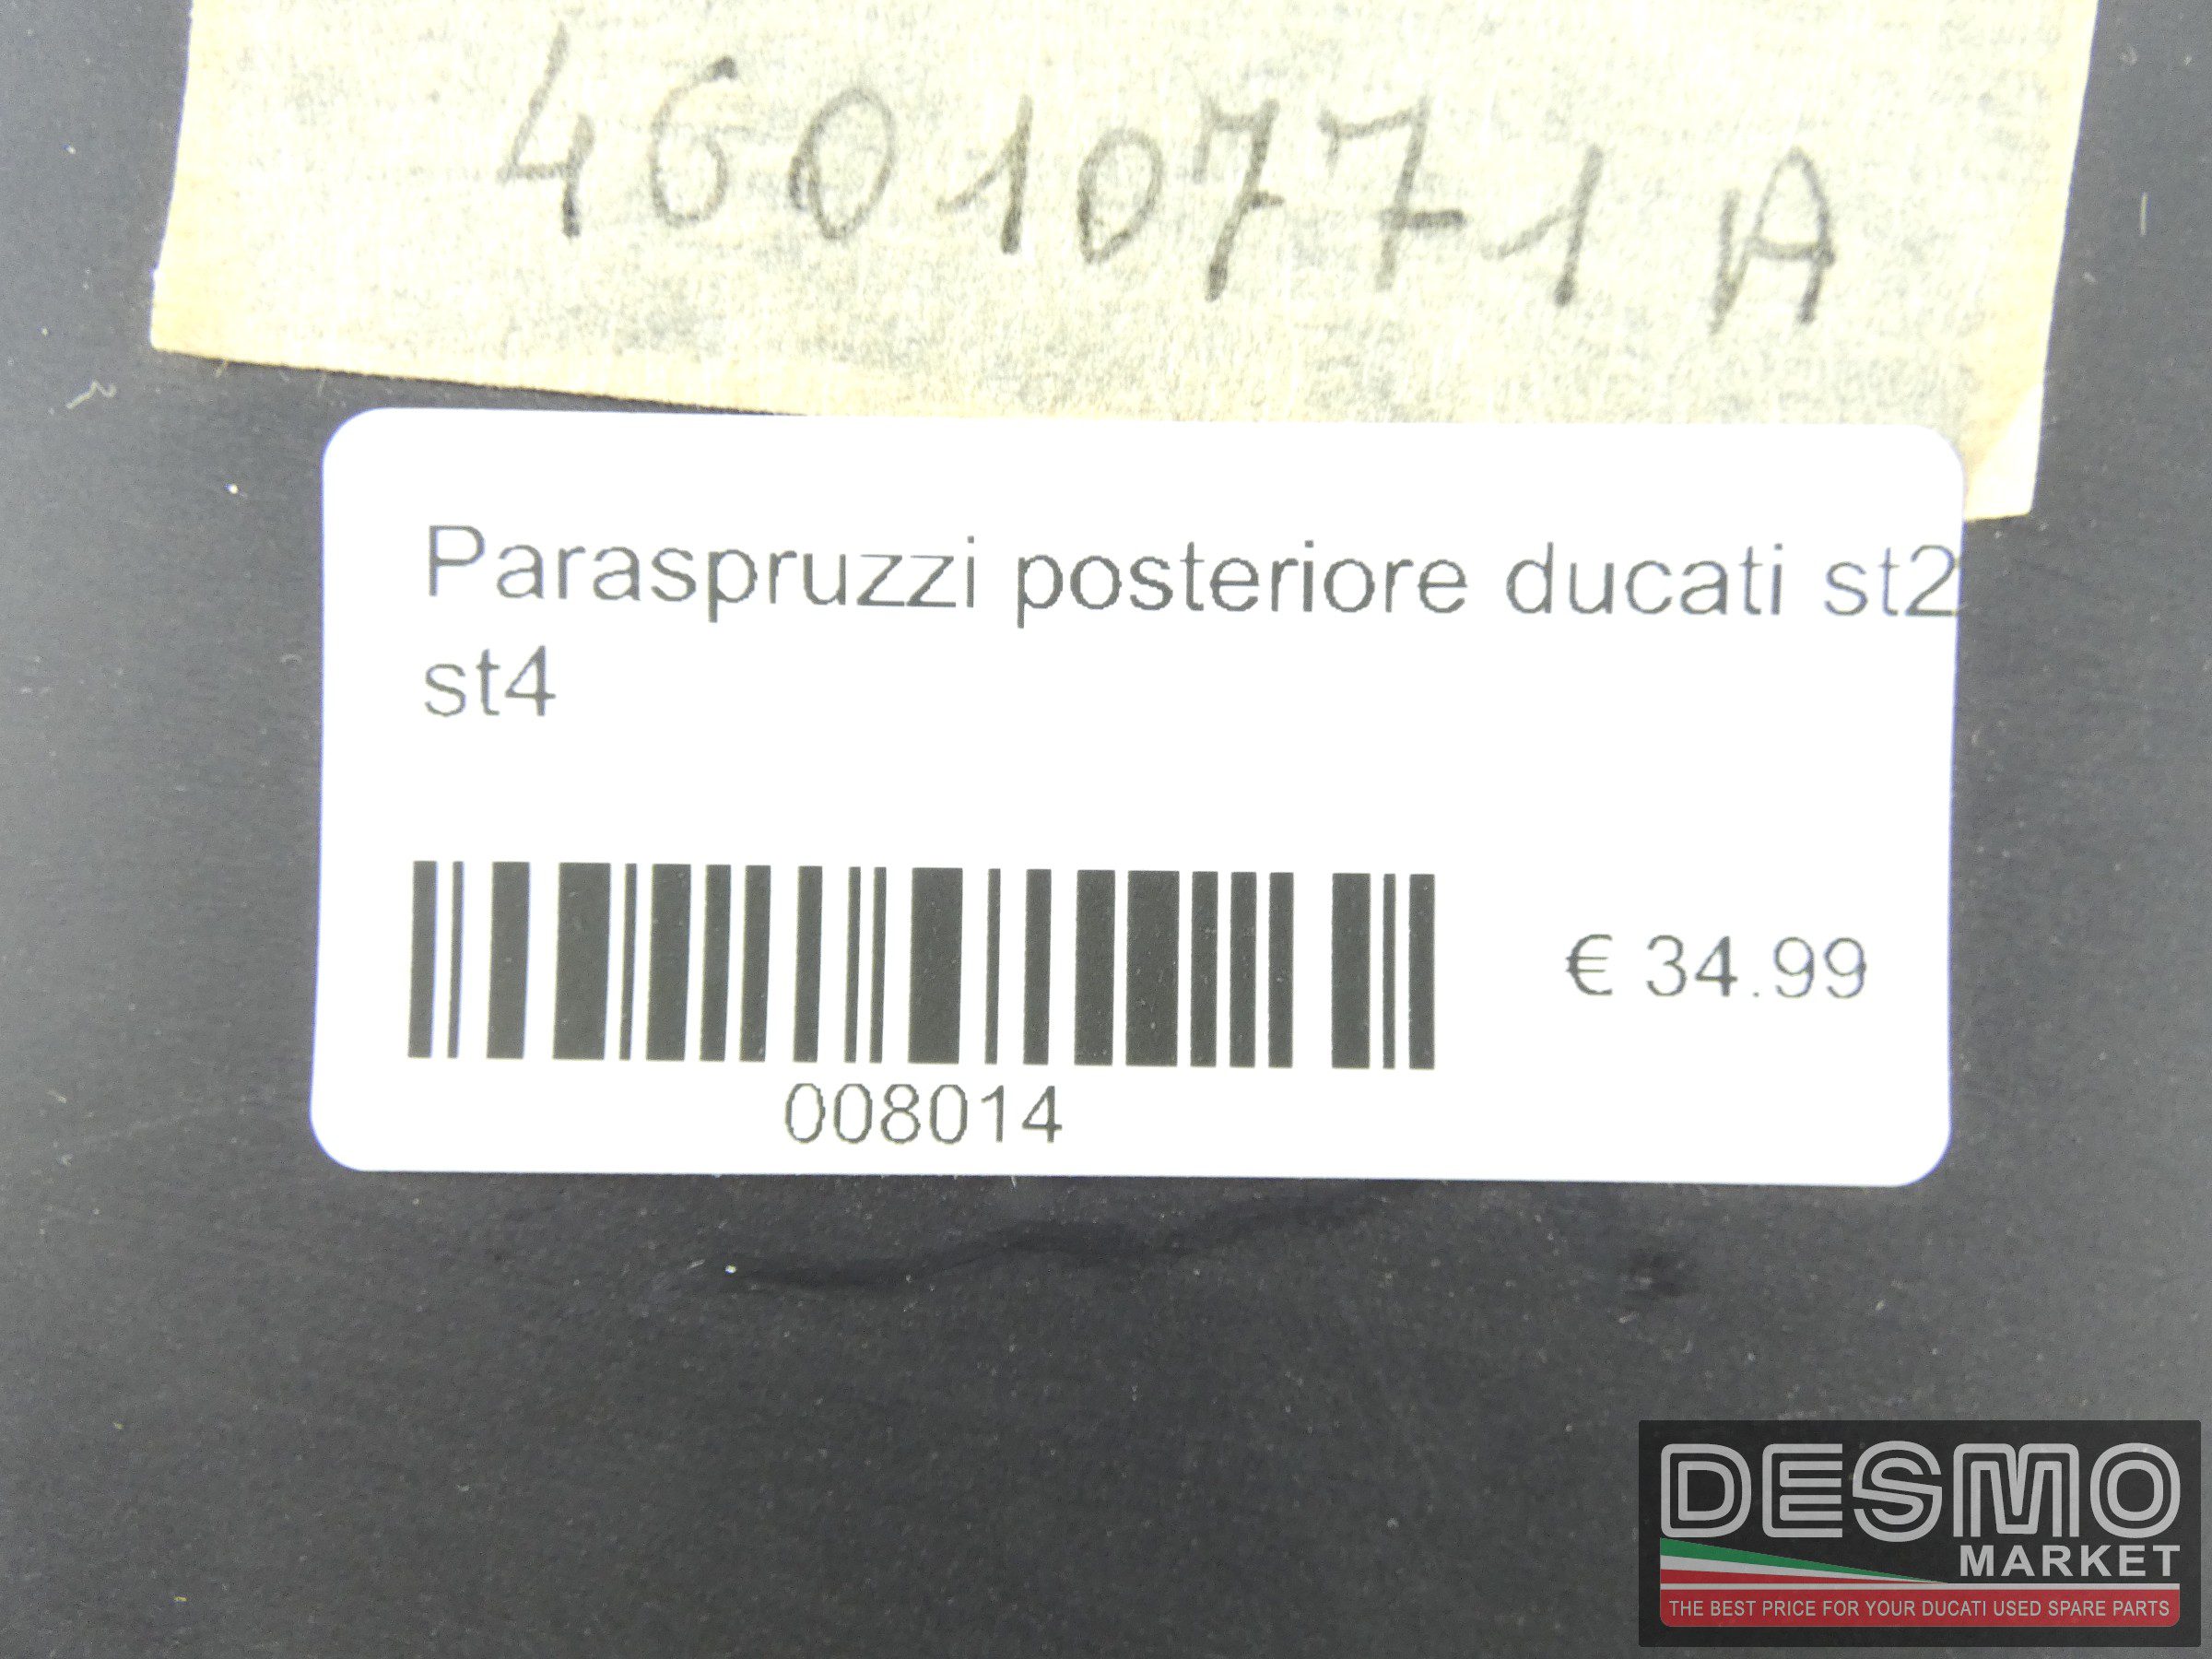 46010771A
Paraspruzzi posteriore ducati st2
st4
€ 34.99
008014
DESMO
MARKET
THE BEST PRICE FOR YOUR DUCATI USED SPARE PARTS